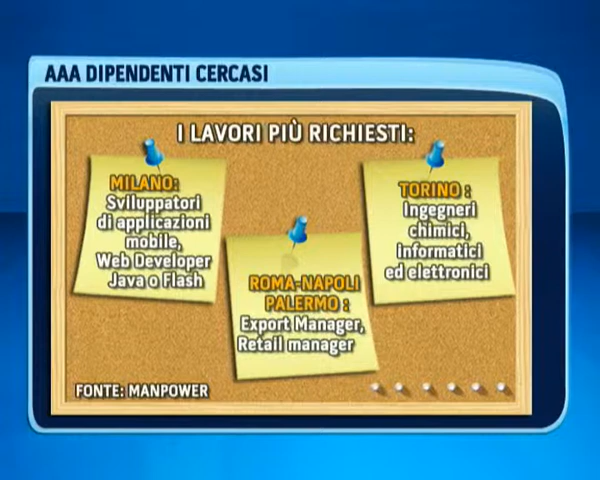 AAA DIPENDENTI CERCASI
I LAVORI PIÙ RICHIESTI:
MILANO:
Sviluppatori
di applicazioni
mobile,
Web Developer
Java o Flash
ROMA-NAPOLI
PALERMO :
Export Manager,
Retail manager
TORINO :
Ingegneri
chimici,
informatici
ed elettronici
FONTE: MANPOWER